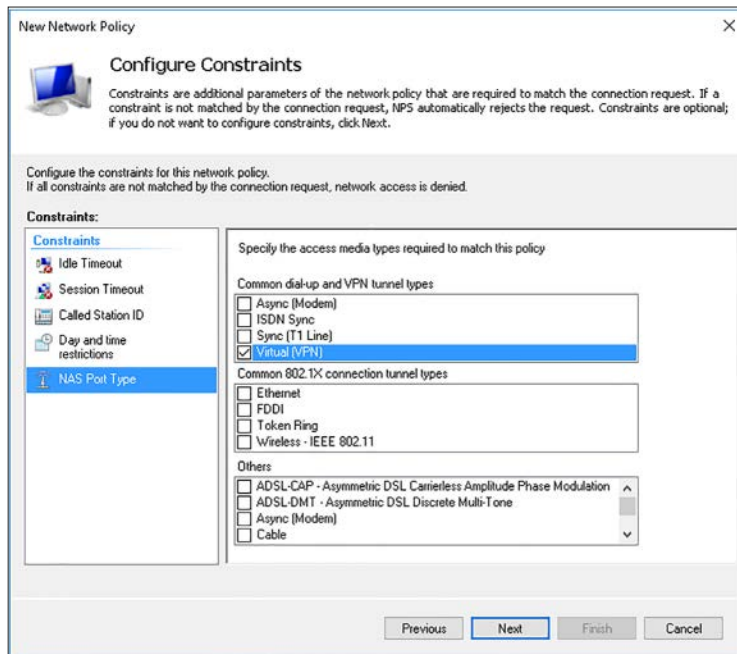 New Network Policy
Configure Constraints
Constraints are additional parameters of the network policy that are required to match the connection request. If a
constraint is not matched by the connection request, NPS automatically rejects the request. Constraints are optional;
if you do not want to configure constraints, click Next.
Configure the constraints for this network policy.
If all constraints are not matched by the connection request, network access is denied.
Constraints:
Constraints
Idle Timeout
Session Timeout
Called Station ID
Day and time
restrictions
NAS Port Type
Specify the access media types required to match this policy
Common dial-up and VPN tunnel types
Async (Modem)
ISDN Sync
Sync (T1 Line)
Virtual (VPN)
Common 802.1X connection tunnel types
Ethernet
FDDI
Token Ring
Wireless - IEEE 802.11
Others
ADSL-CAP - Asymmetric DSL Carrierless Amplitude Phase Modulation
ADSL-DMT - Asymmetric DSL Discrete Multi-Tone
Async (Modem)
Cable
Previous
Next
Finish
Cancel